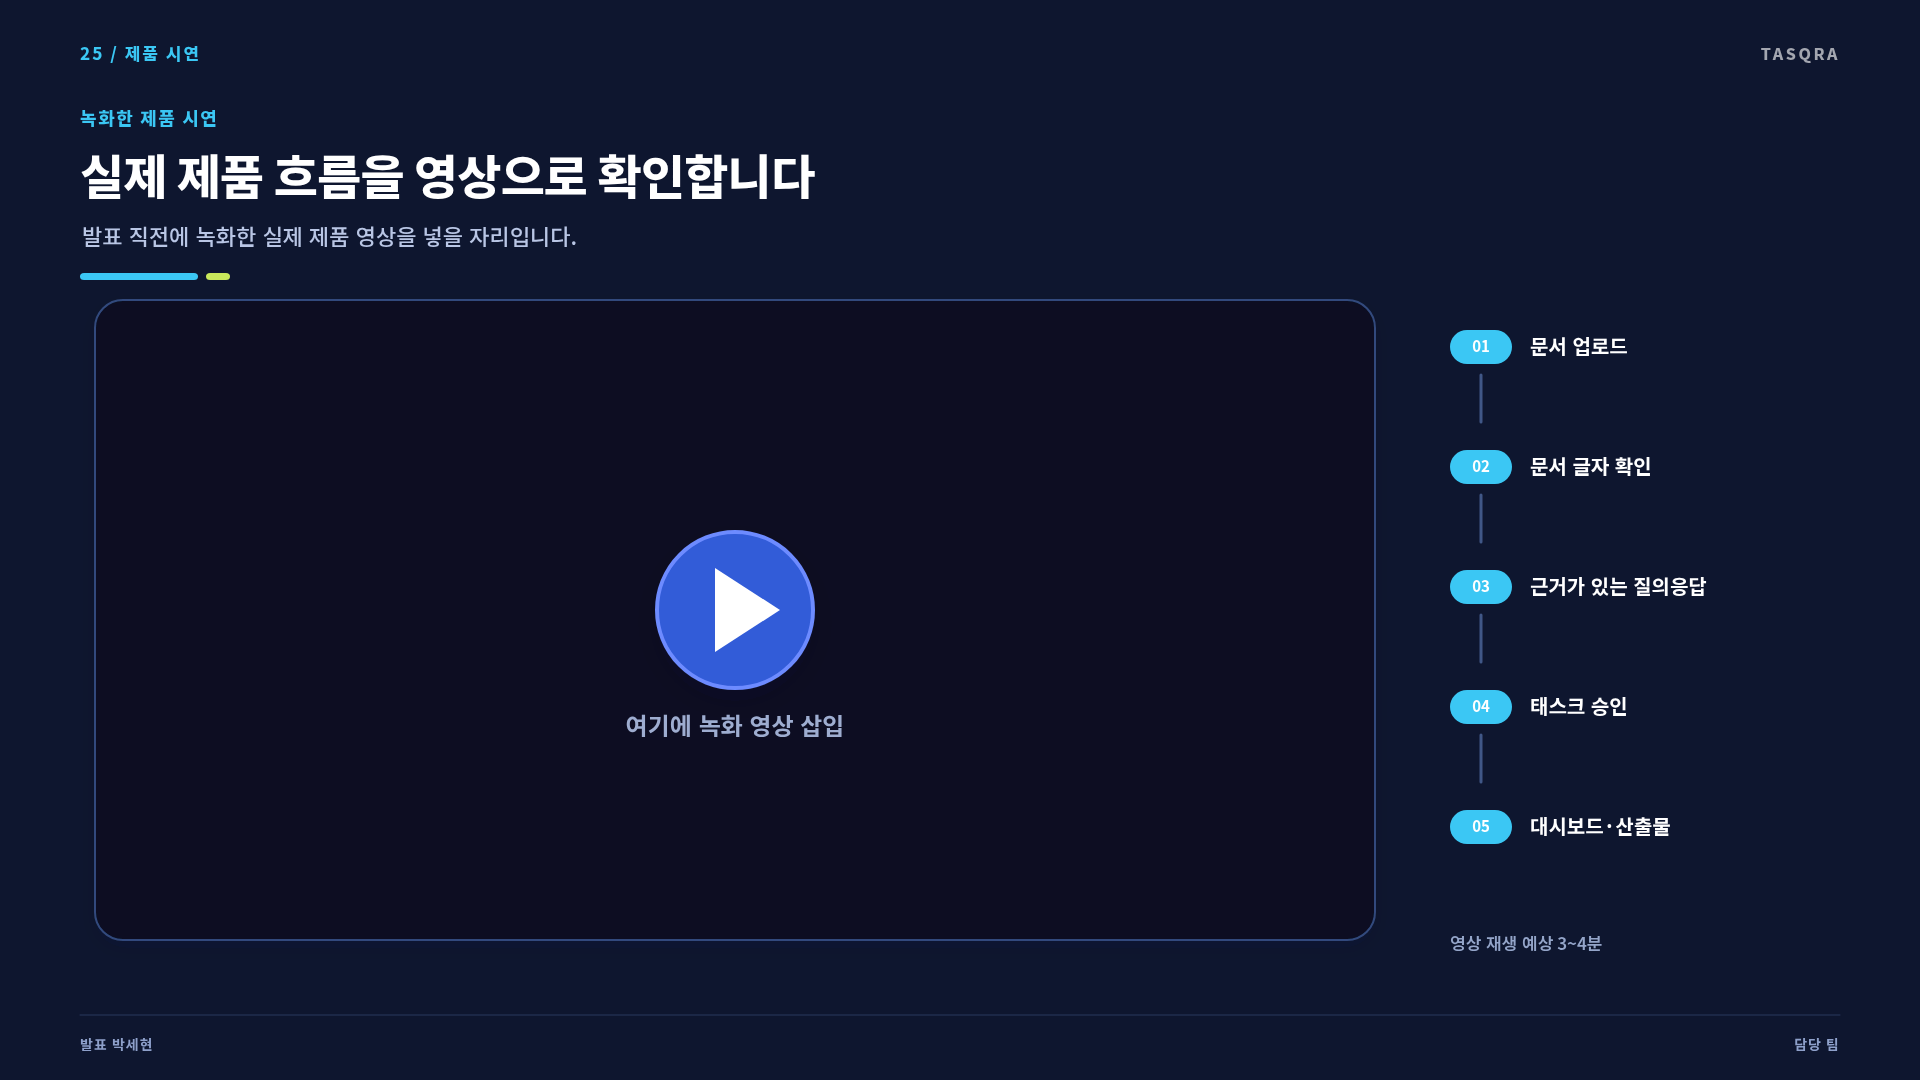 25 / 제품 시연
TASQRA
녹화한 제품 시연
실제 제품 흐름을 영상으로 확인합니다
발표 직전에 녹화한 실제 제품 영상을 넣을 자리입니다.
여기에 녹화 영상 삽입
01 문서 업로드
02 문서 글자 확인
03 근거가 있는 질의응답
04 태스크 승인
05 대시보드·산출물
영상 재생 예상 3~4분
발표 박세현
담당 팀